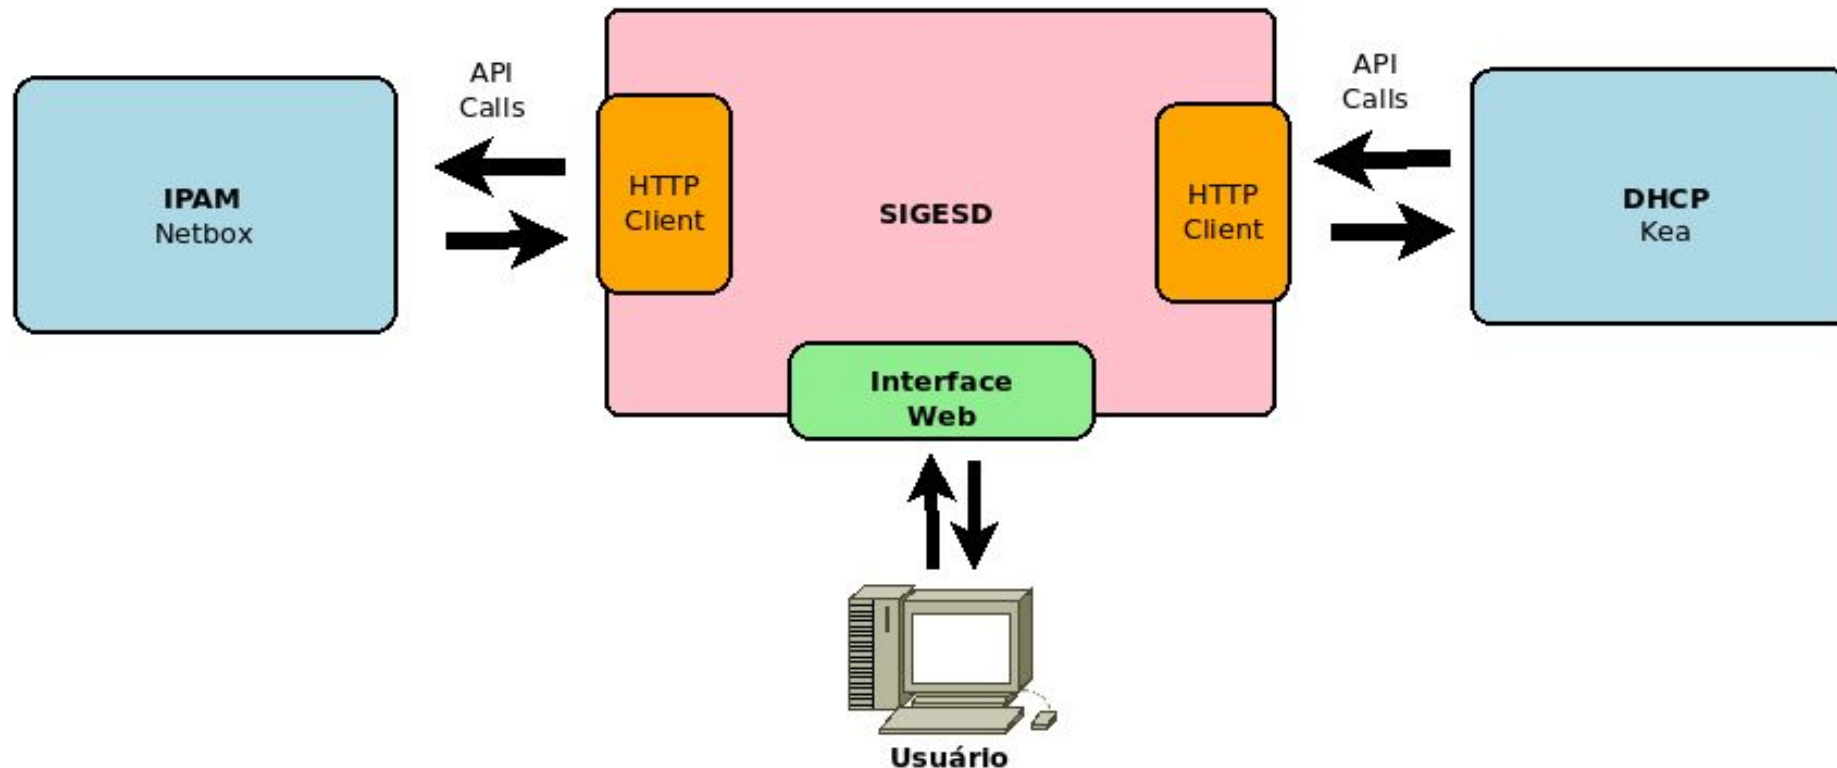 IPAM
Netbox
API
Calls
HTTP
Client
SIGESD
HTTP
Client
API
Calls
DHCP
Kea
Interface
Web
Usuário